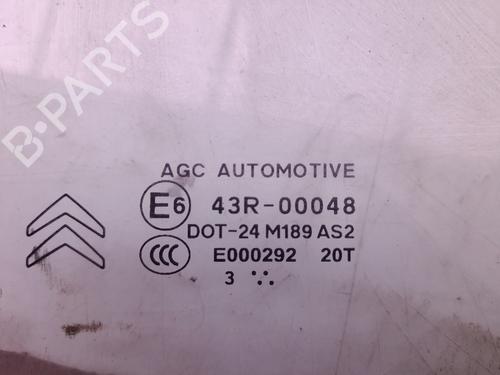 B-PARTS
AGC AUTOMOTIVE
E6 43R-00048
DOT-24 M189 AS2
CCC E000292 20T
3